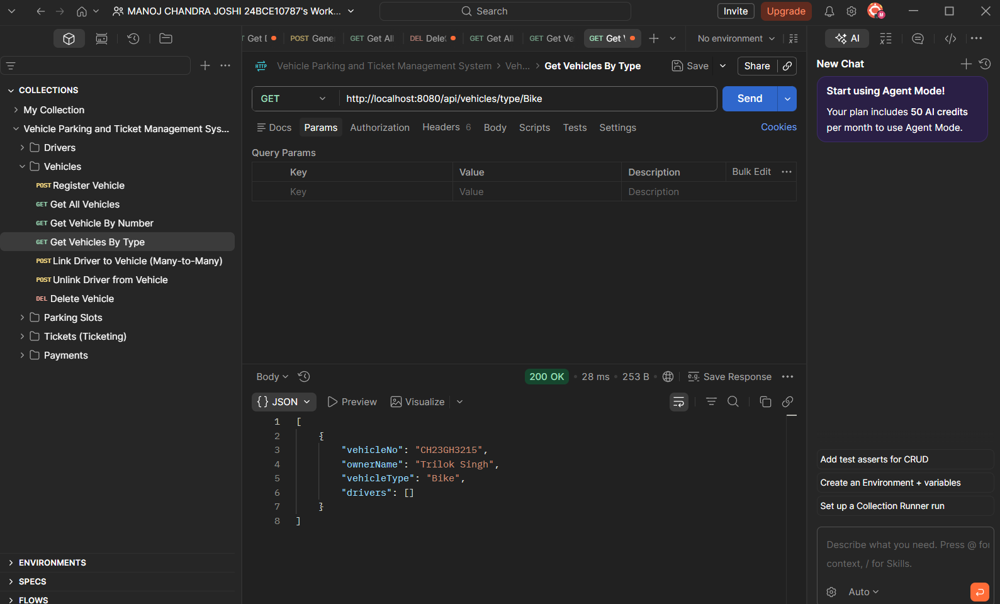 MANOJ CHANDRA JOSHI 24BCE10787's Work...
Search
Invite
Upgrade
Get
POST Gene
GET Get All
DEL Dele
GET Get All
GET Get Ve
GET Get
No environment
AI
Vehicle Parking and Ticket Management System > Veh... > Get Vehicles By Type
Save
Share
New Chat
COLLECTIONS
My Collection
Vehicle Parking and Ticket Management Sys...
Drivers
Vehicles
POST Register Vehicle
GET Get All Vehicles
GET Get Vehicle By Number
GET Get Vehicles By Type
POST Link Driver to Vehicle (Many-to-Many)
POST Unlink Driver from Vehicle
DEL Delete Vehicle
Parking Slots
Tickets (Ticketing)
Payments
ENVIRONMENTS
SPECS
FLOWS
HTTP
GET
http://localhost:8080/api/vehicles/type/Bike
Send
Docs Params Authorization Headers 6 Body Scripts Tests Settings
Cookies
Query Params
Key Value Description Bulk Edit
Key Value Description
Body
200 OK • 28 ms • 253 B
e.g. Save Response
{} JSON
Preview
Visualize
1 [
2 {
3 "vehicleNo": "CH23GH3215",
4 "ownerName": "Trilok Singh",
5 "vehicleType": "Bike",
6 "drivers": []
7 }
8 ]
Start using Agent Mode!
Your plan includes 50 AI credits
per month to use Agent Mode.
Add test asserts for CRUD
Create an Environment + variables
Set up a Collection Runner run
Describe what you need. Press @ for
context, / for Skills.
Auto